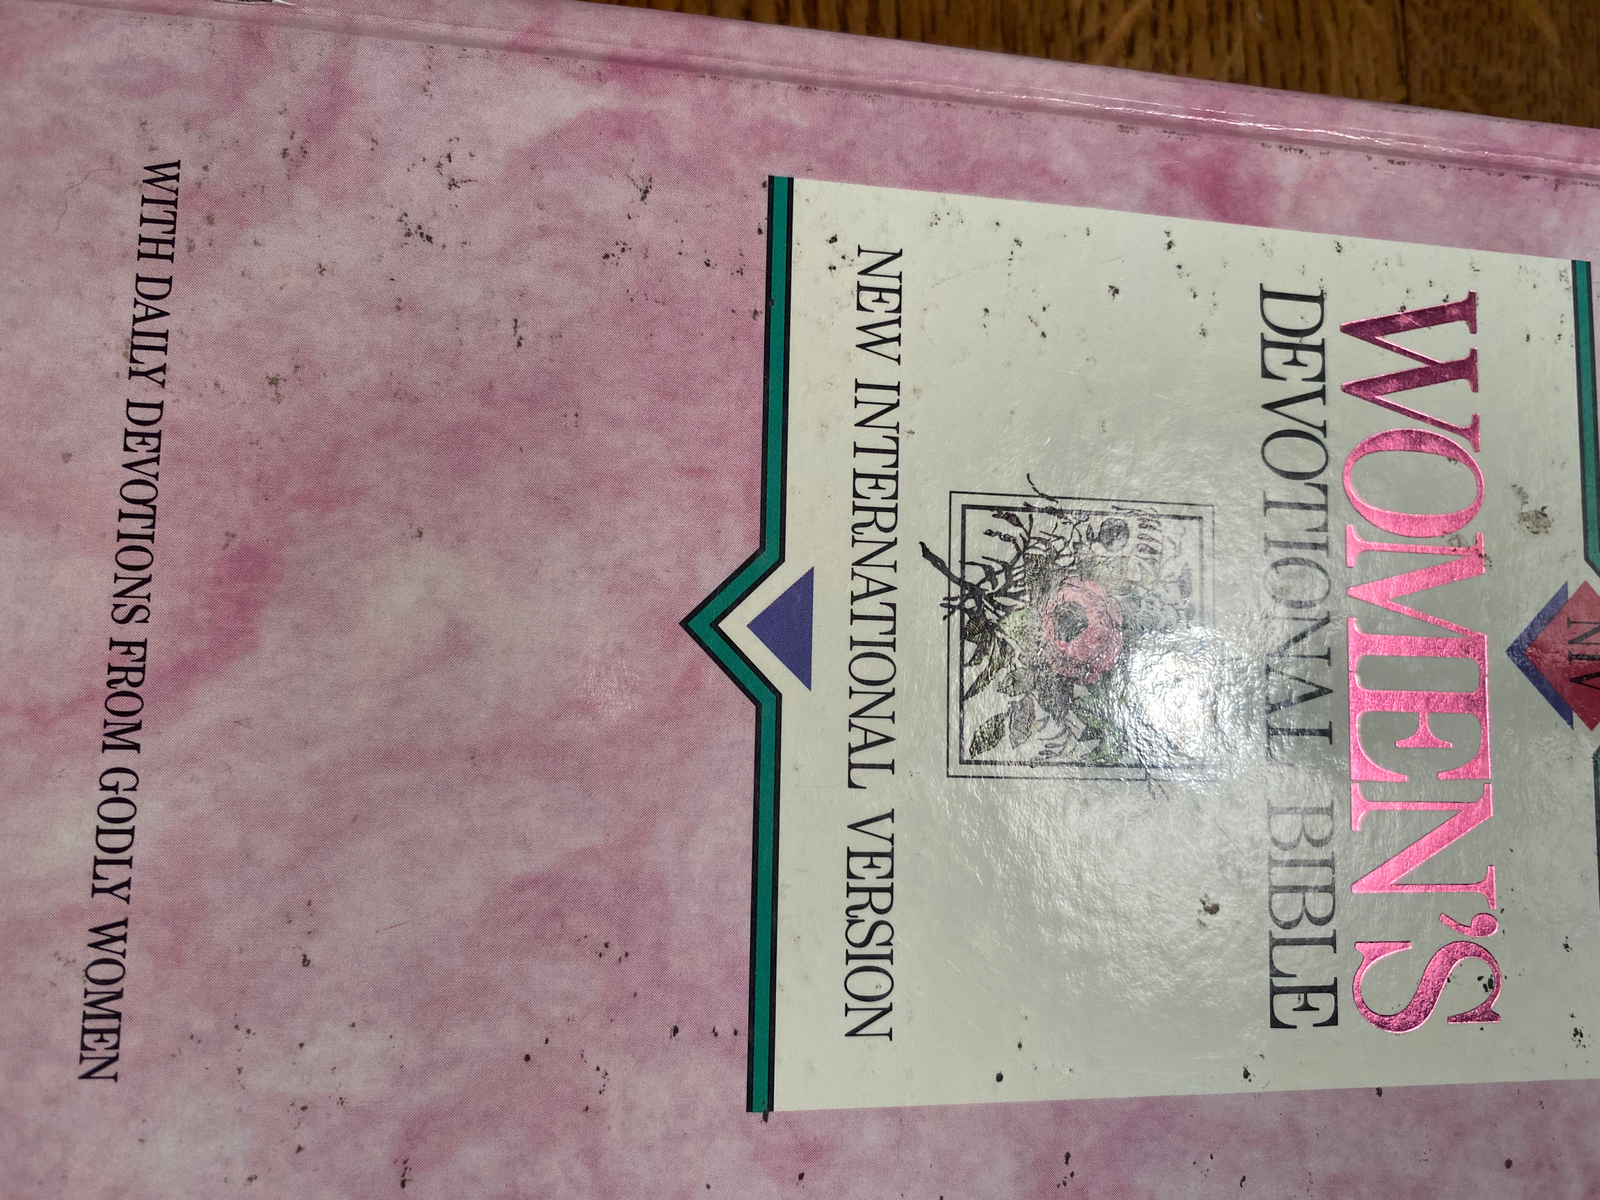 NIV
WOMEN'S
DEVOTIONAL BIBLE
NEW INTERNATIONAL VERSION
WITH DAILY DEVOTIONS FROM GODLY WOMEN